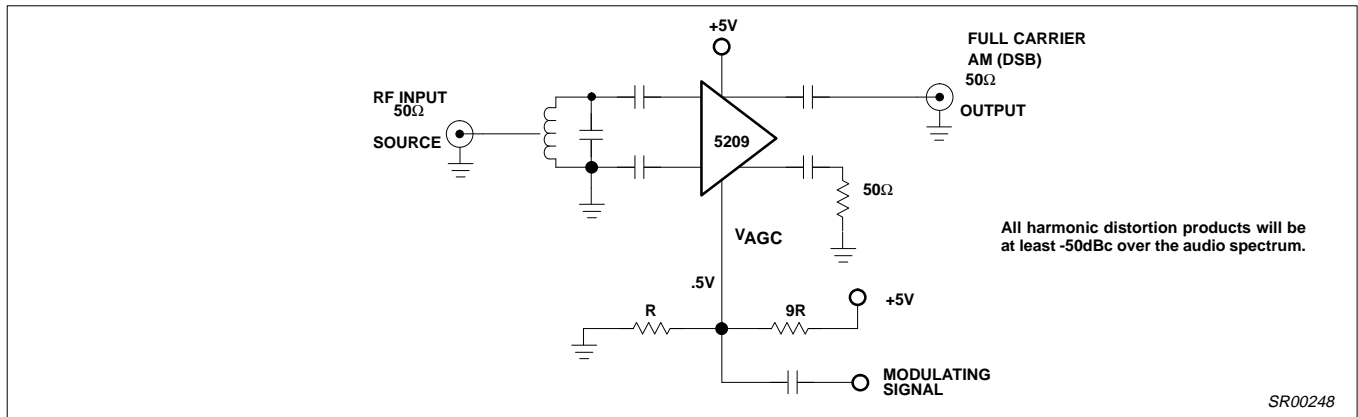 +5V
FULL CARRIER
AM (DSB)
50Ω
OUTPUT
RF INPUT
50Ω
SOURCE
5209
50Ω
All harmonic distortion products will be
at least -50dBc over the audio spectrum.
VAGC
.5V
+5V
R
9R
MODULATING
SIGNAL
SR00248